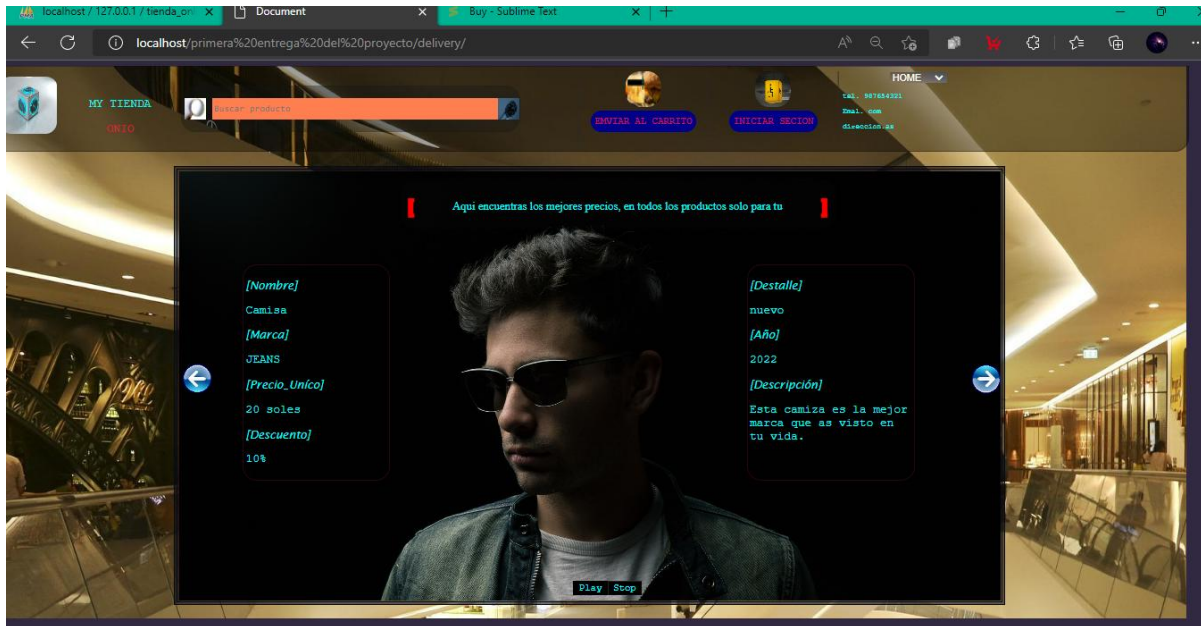 localhost / 127.0.0.1 / tienda_on
Document
Buy - Sublime Text
localhost/primera%20entrega%20del%20proyecto/delivery/
HOME
MY TIENDA
ONIO
Buscar producto
EMVIAR AL CARRITO
INICIAR SECION
tel. 987654321
Emal. com
direccion.as
Aqui encuentras los mejores precios, en todos los productos solo para tu
[Nombre]
Camisa
[Marca]
JEANS
[Precio_Uníco]
20 soles
[Descuento]
10%
[Destalle]
nuevo
[Año]
2022
[Descripción]
Esta camiza es la mejor
marca que as visto en
tu vida.
Play Stop